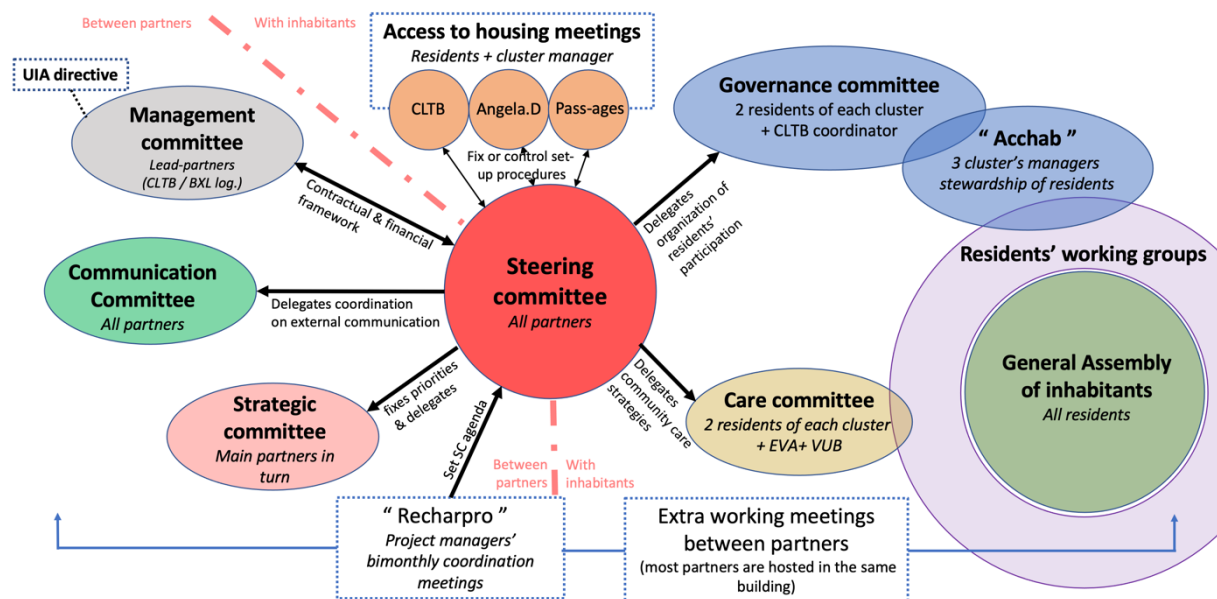 Between partners
With inhabitants
Access to housing meetings
Residents + cluster manager
CLTB
Angela.D
Pass-ages
Fix or control set-
up procedures
UIA directive
Management
committee
Lead-partners
(CLTB / BXL log.)
Contractual & financial
framework
Governance committee
2 residents of each cluster
+ CLTB coordinator
“ Acchab ”
3 cluster’s managers
stewardship of residents
Delegates
organization of
residents’
participation
Communication
Committee
All partners
Delegates coordination
on external communication
Steering
committee
All partners
Residents’ working groups
General Assembly
of inhabitants
All residents
Strategic
committee
Main partners in
turn
fixes priorities
& delegates
Set SC agenda
Delegates
community care
strategies
Care committee
2 residents of each cluster
+ EVA+ VUB
Between
partners
With
inhabitants
“ Recharpro ”
Project managers’
bimonthly coordination
meetings
Extra working meetings
between partners
(most partners are hosted in the same
building)